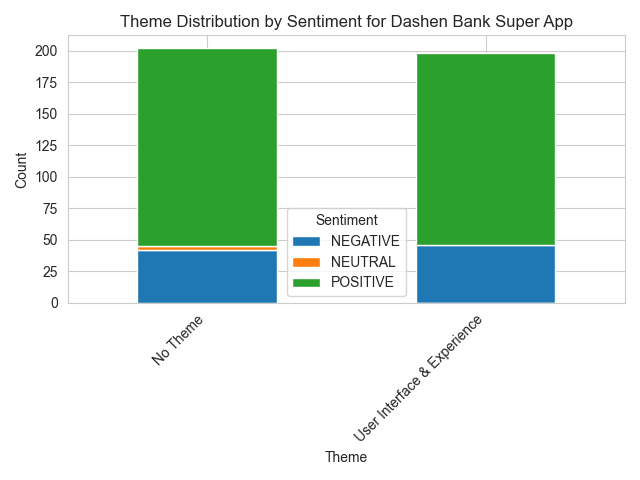 Theme Distribution by Sentiment for Dashen Bank Super App
Count
200
175
150
125
100
75
50
25
0
Sentiment
NEGATIVE
NEUTRAL
POSITIVE
No Theme
User Interface & Experience
Theme